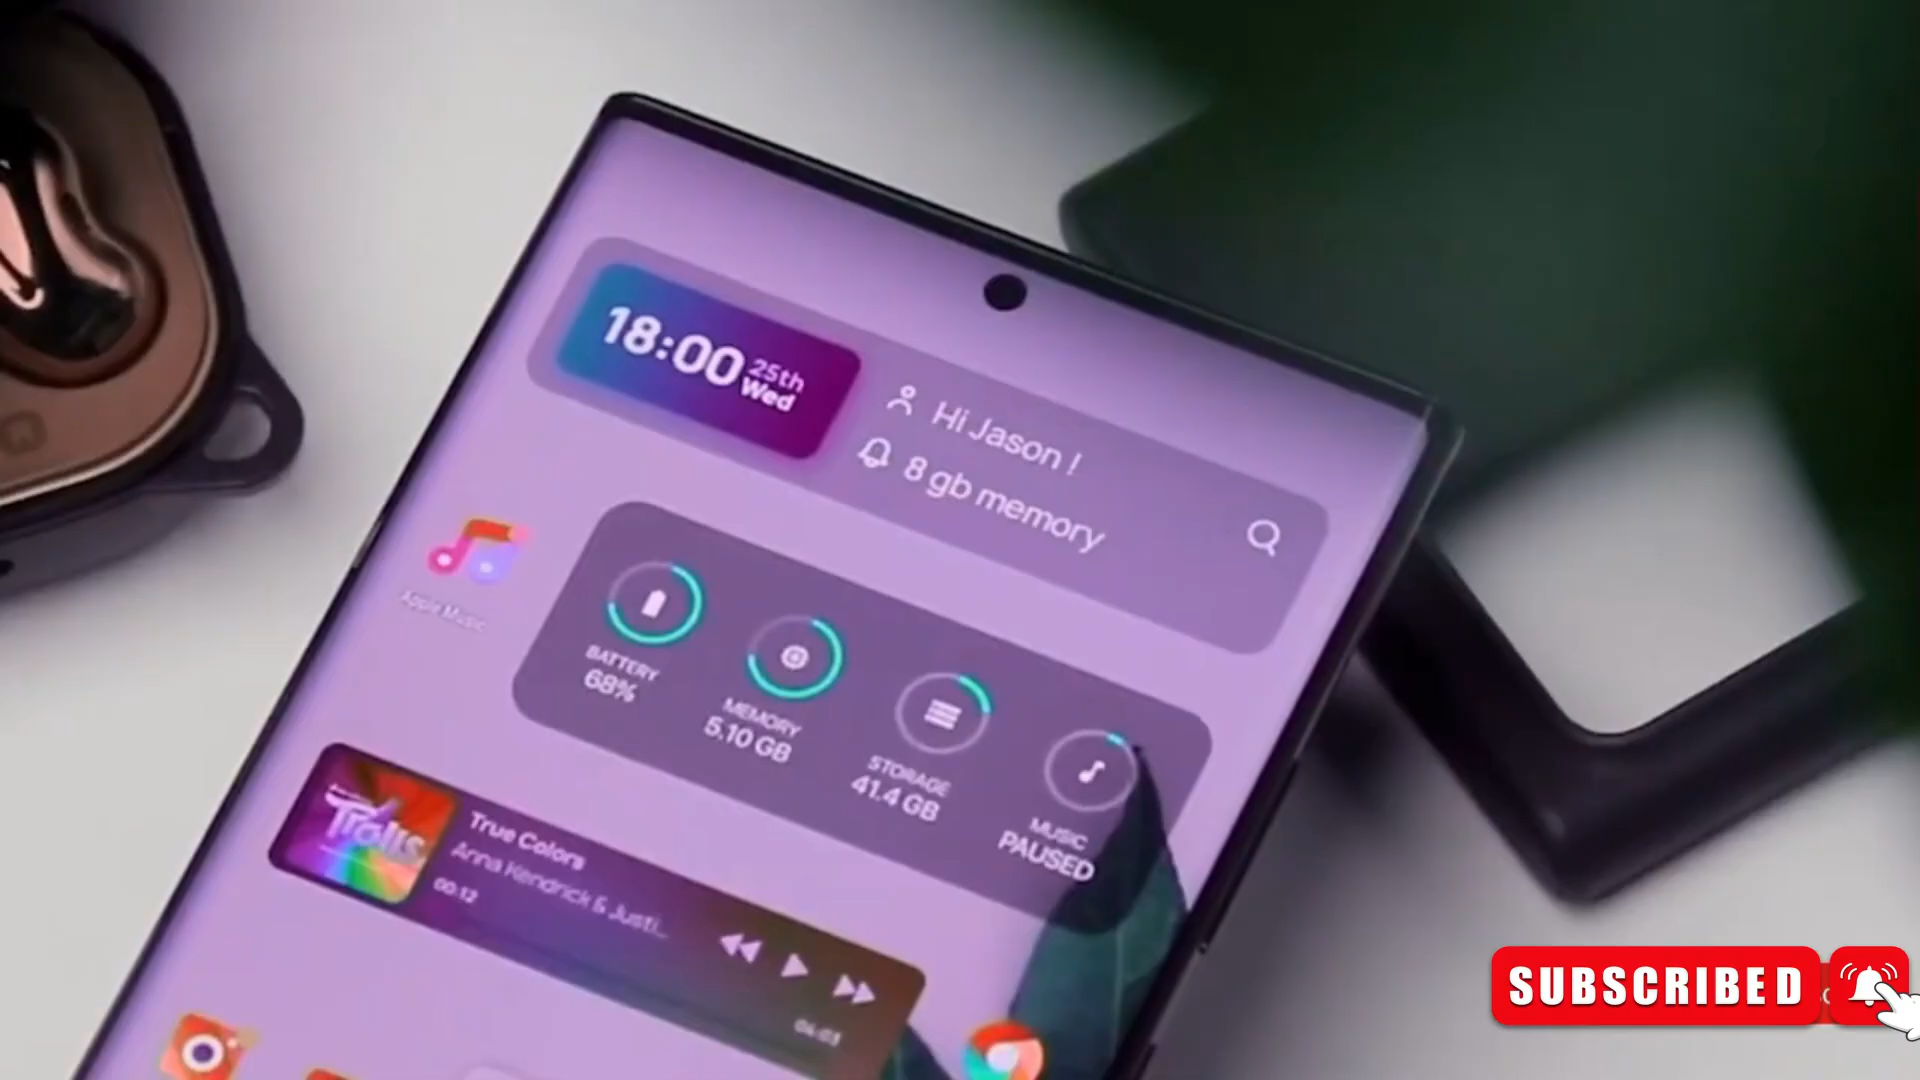 18:00
25th
Wed
Hi Jason !
8 gb memory
Apple Music
BATTERY
68%
MEMORY
5.10 GB
STORAGE
41.4 GB
MUSIC
PAUSED
Trolls
True Colors
Anna Kendrick & Justi...
00:12
04:03
SUBSCRIBED